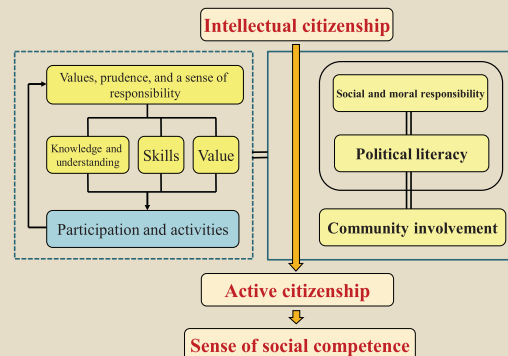 Intellectual citizenship
Values, prudence, and a sense of
responsibility
Knowledge and
understanding
Skills
Value
Participation and activities
Social and moral responsibility
Political literacy
Community involvement
Active citizenship
Sense of social competence